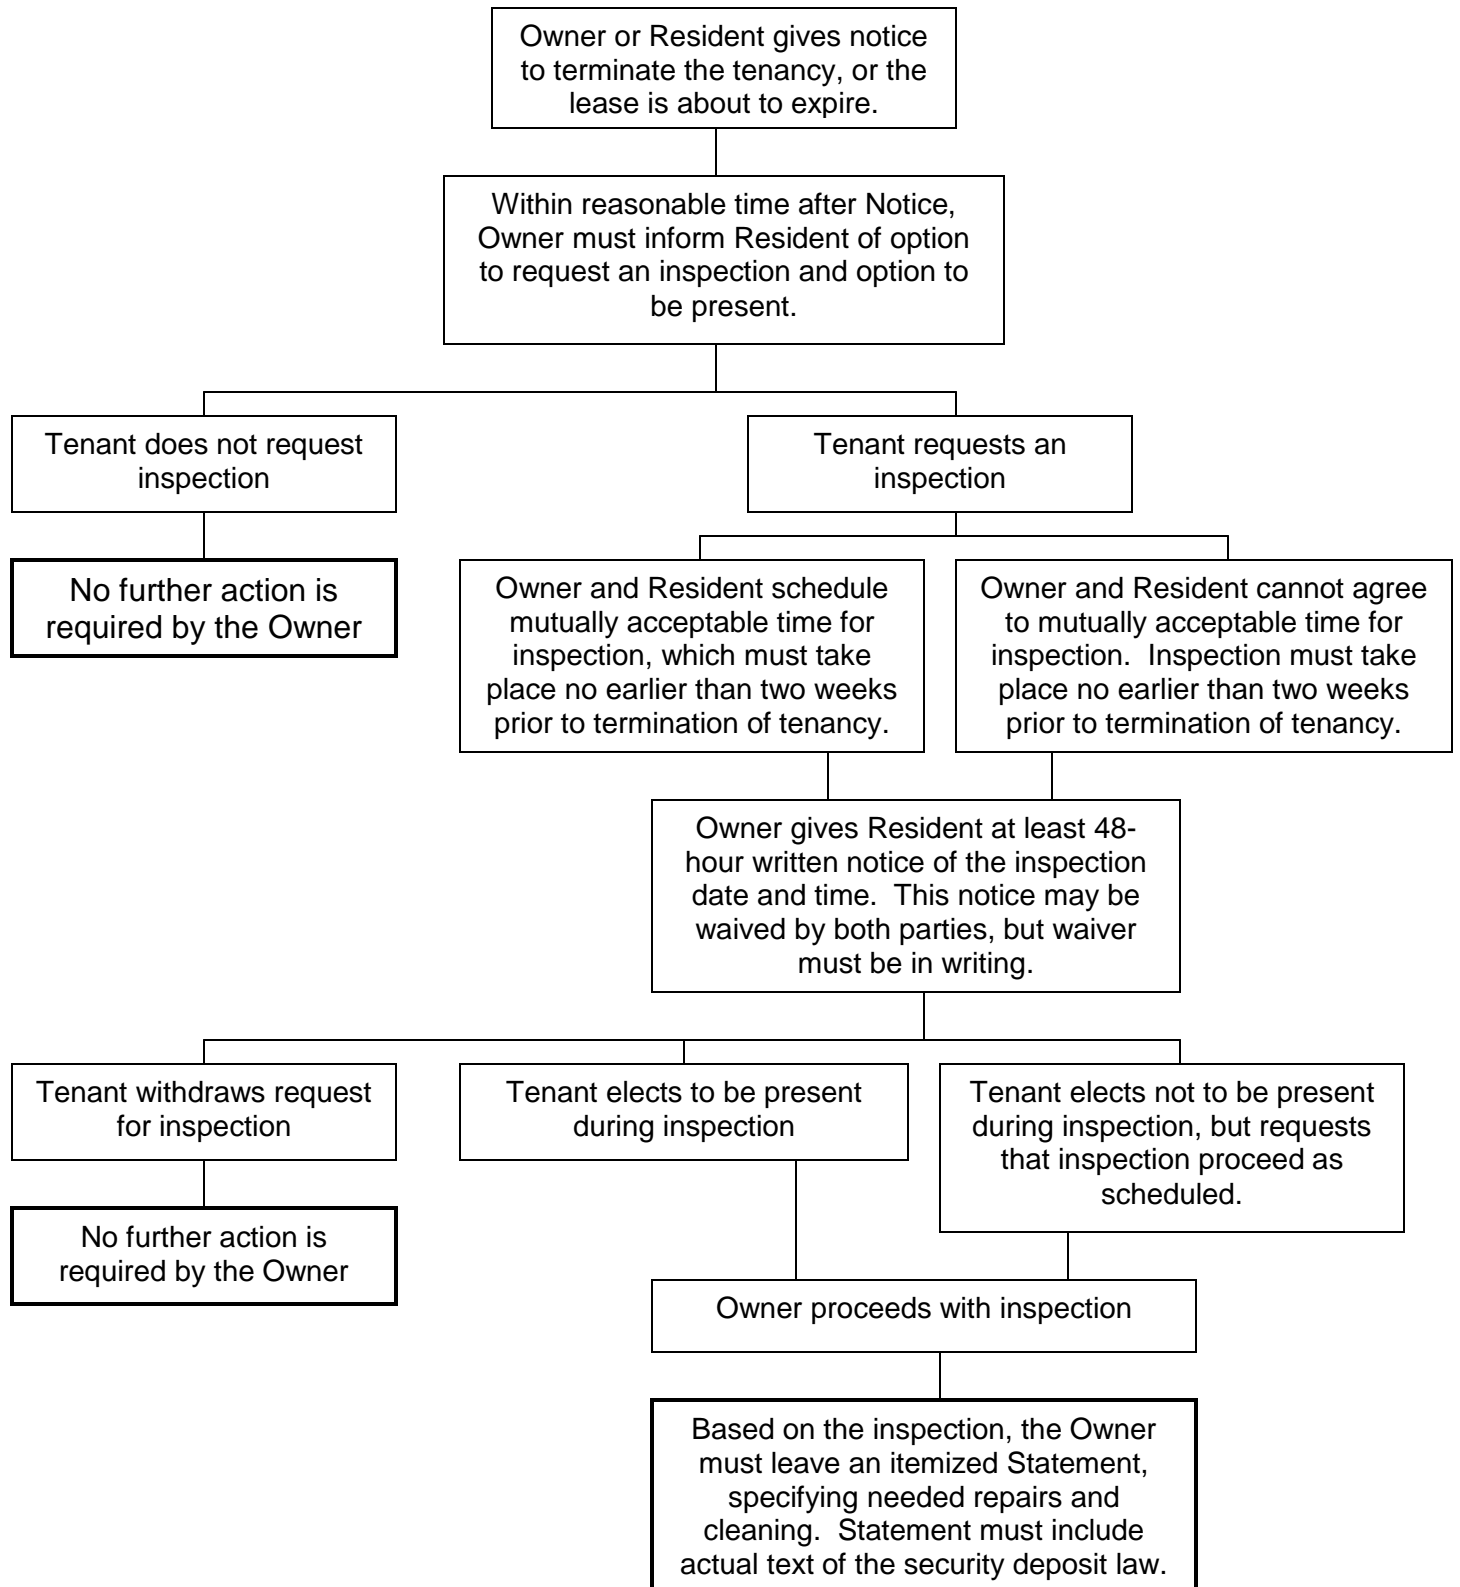 Owner or Resident gives notice
to terminate the tenancy, or the
lease is about to expire.
Within reasonable time after Notice,
Owner must inform Resident of option
to request an inspection and option to
be present.
Tenant does not request
inspection
Tenant requests an
inspection
No further action is
required by the Owner
Owner and Resident schedule
mutually acceptable time for
inspection, which must take
place no earlier than two weeks
prior to termination of tenancy.
Owner and Resident cannot agree
to mutually acceptable time for
inspection.  Inspection must take
place no earlier than two weeks
prior to termination of tenancy.
Owner gives Resident at least 48-
hour written notice of the inspection
date and time.  This notice may be
waived by both parties, but waiver
must be in writing.
Tenant withdraws request
for inspection
Tenant elects to be present
during inspection
Tenant elects not to be present
during inspection, but requests
that inspection proceed as
scheduled.
No further action is
required by the Owner
Owner proceeds with inspection
Based on the inspection, the Owner
must leave an itemized Statement,
specifying needed repairs and
cleaning.  Statement must include
actual text of the security deposit law.